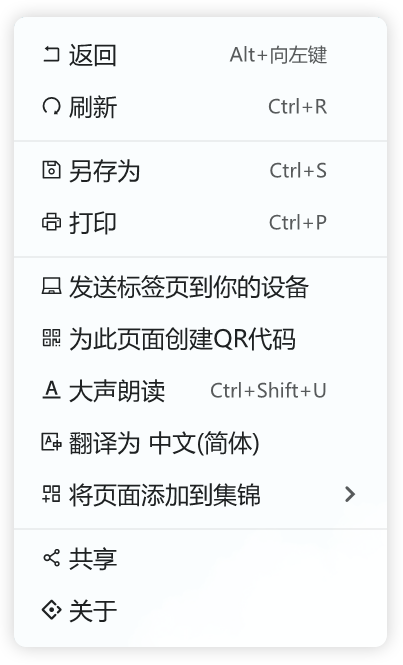 返回 Alt+向左键
刷新 Ctrl+R
另存为 Ctrl+S
打印 Ctrl+P
发送标签页到你的设备
为此页面创建QR代码
大声朗读 Ctrl+Shift+U
翻译为 中文(简体)
将页面添加到集锦
共享
关于